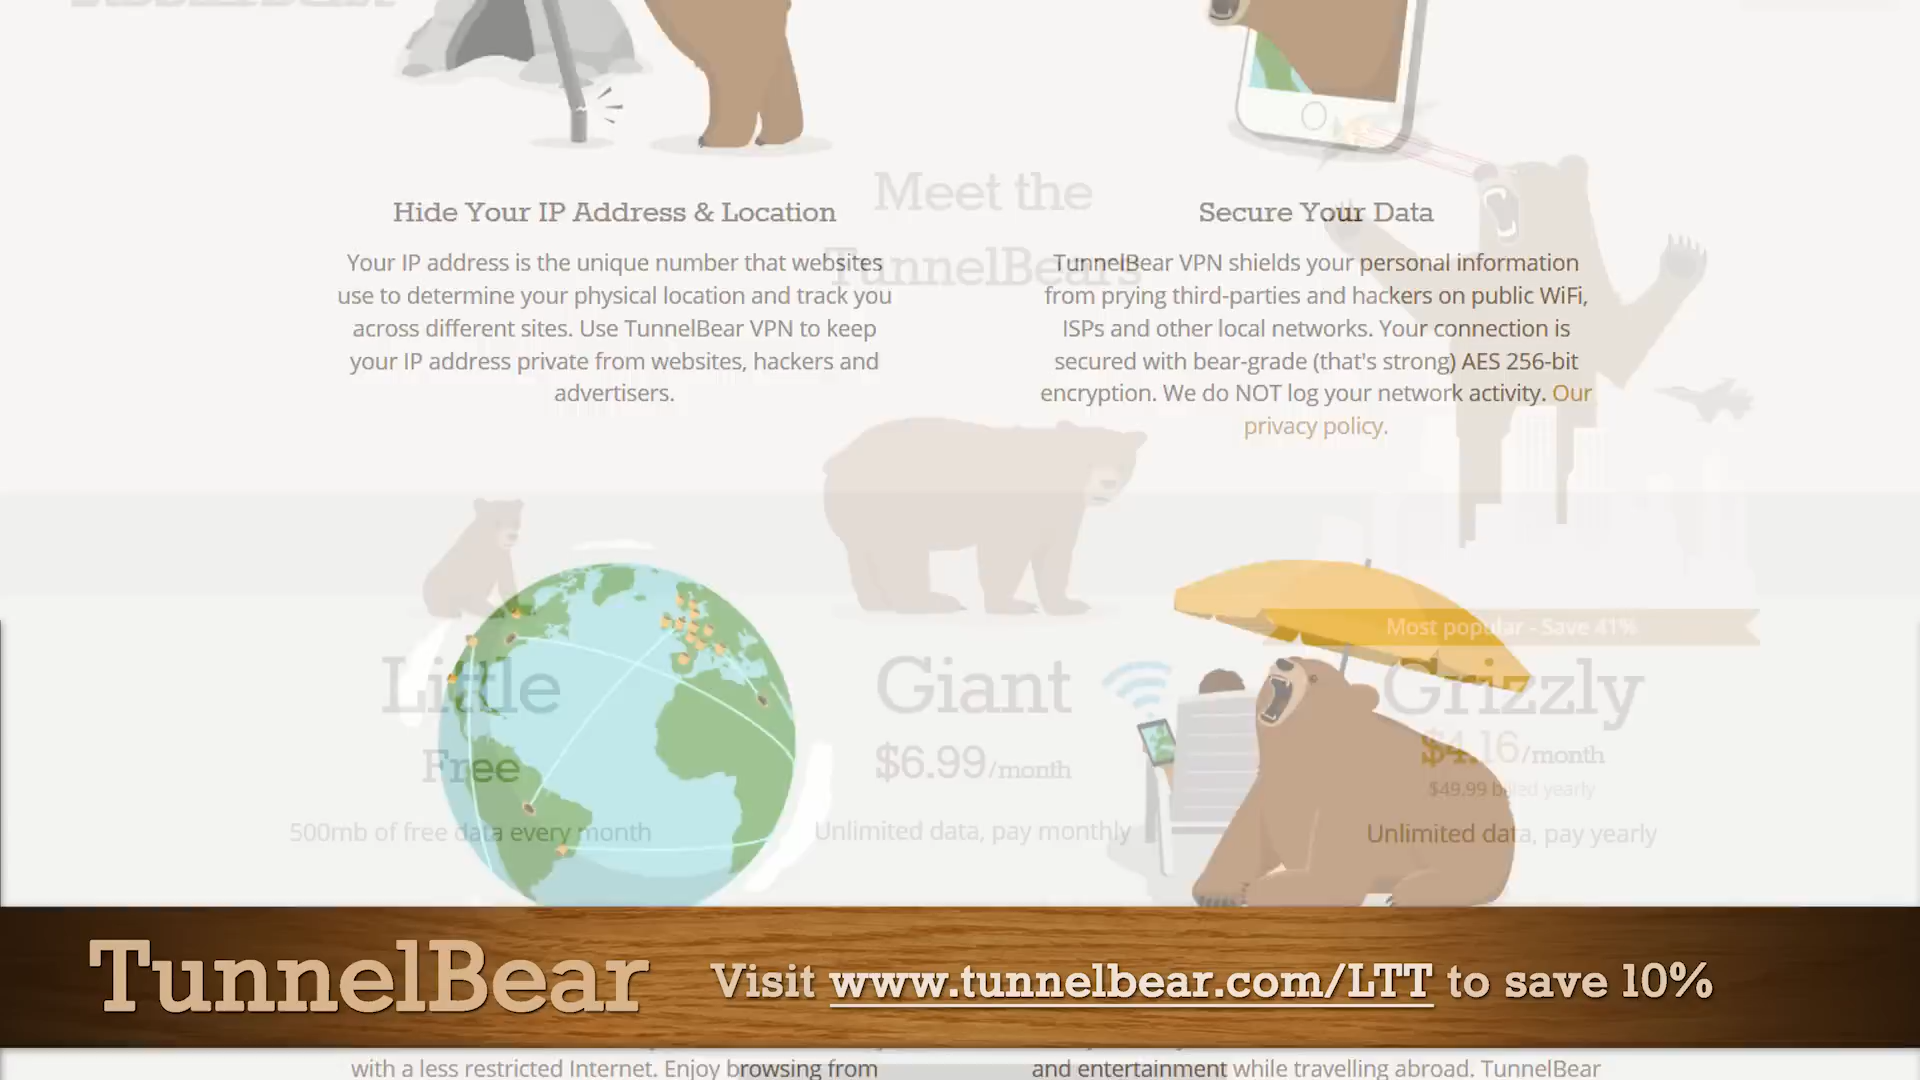 Meet the
TunnelBears
Hide Your IP Address & Location
Your IP address is the unique number that websites
use to determine your physical location and track you
across different sites. Use TunnelBear VPN to keep
your IP address private from websites, hackers and
advertisers.
Secure Your Data
TunnelBear VPN shields your personal information
from prying third-parties and hackers on public WiFi,
ISPs and other local networks. Your connection is
secured with bear-grade (that's strong) AES 256-bit
encryption. We do NOT log your network activity. Our
privacy policy.
Little
Free
500mb of free data every month
Giant
$6.99/month
Unlimited data, pay monthly
Most popular - Save 41%
Grizzly
$4.16/month
$49.99 billed yearly
Unlimited data, pay yearly
TunnelBear Visit www.tunnelbear.com/LTT to save 10%
with a less restricted Internet. Enjoy browsing from
and entertainment while travelling abroad. TunnelBear